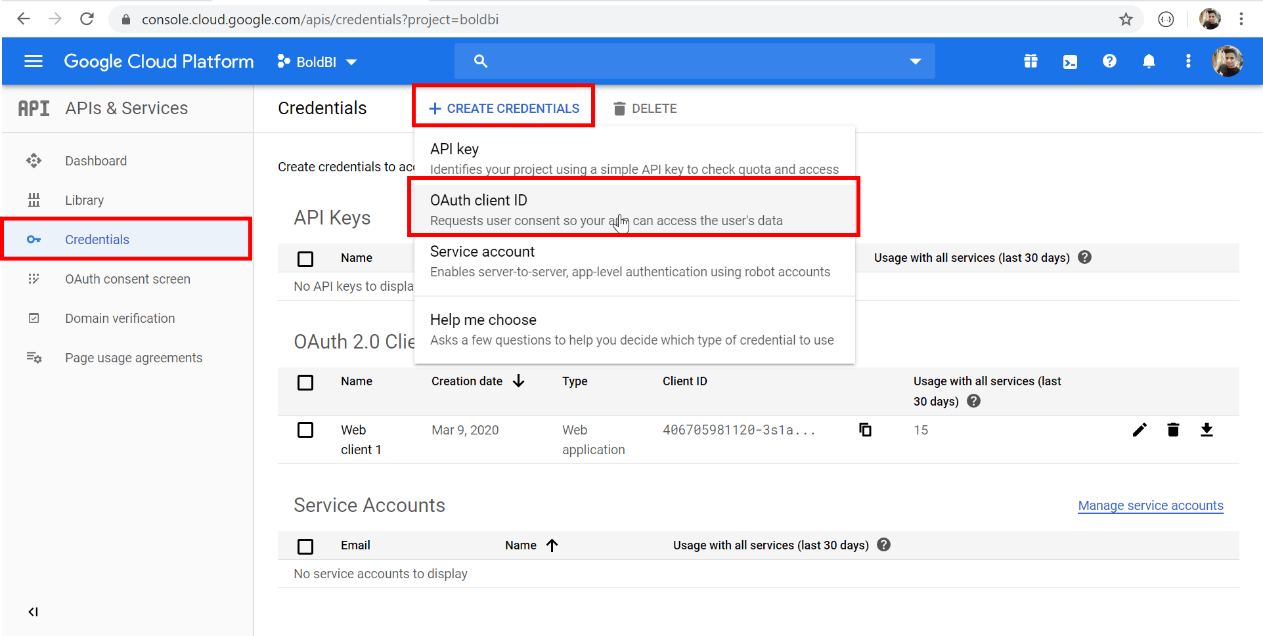 console.cloud.google.com/apis/credentials?project=boldbi
Google Cloud Platform
BoldBI
API
APIs & Services
Credentials
+ CREATE CREDENTIALS
DELETE
Dashboard
Library
Credentials
OAuth consent screen
Domain verification
Page usage agreements
API key
Identifies your project using a simple API key to check quota and access
OAuth client ID
Requests user consent so your app can access the user's data
Service account
Enables server-to-server, app-level authentication using robot accounts
Help me choose
Asks a few questions to help you decide which type of credential to use
Create credentials to acc
API Keys
Name
Usage with all services (last 30 days)
No API keys to displa
OAuth 2.0 Clie
Name
Creation date
Type
Client ID
Usage with all services (last
30 days)
Web
client 1
Mar 9, 2020
Web
application
406705981120-3s1a...
15
Service Accounts
Manage service accounts
Email
Name
Usage with all services (last 30 days)
No service accounts to display